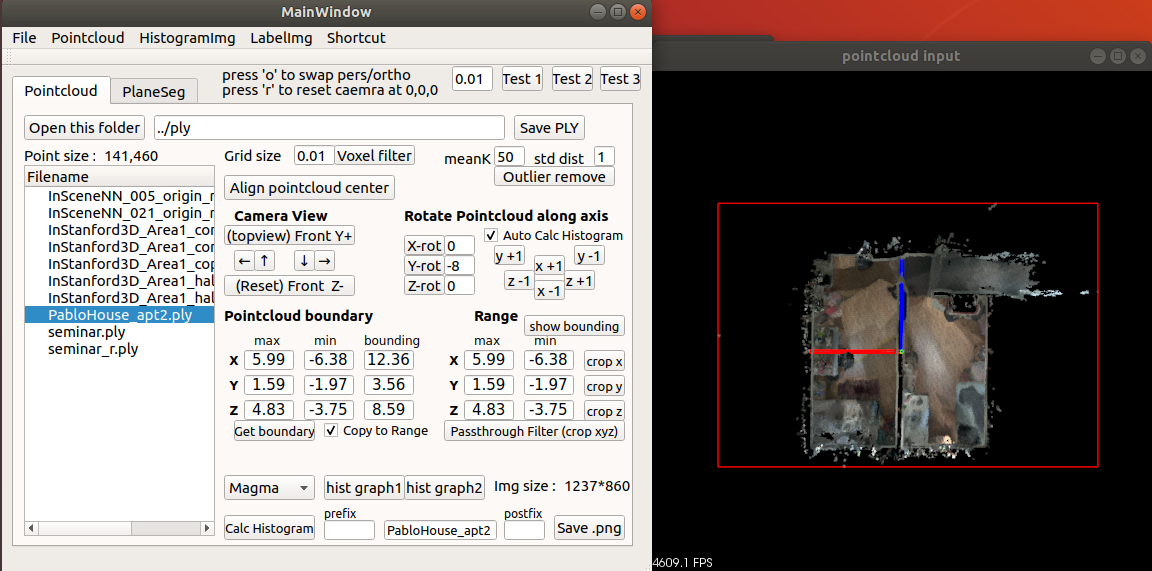 MainWindow
File Pointcloud HistogramImg LabelImg Shortcut
Pointcloud PlaneSeg
press 'o' to swap pers/ortho
press 'r' to reset caemra at 0,0,0
0.01 Test 1 Test 2 Test 3
Open this folder ../ply Save PLY
Point size : 141,460
Filename
InSceneNN_005_origin_r
InSceneNN_021_origin_r
InStanford3D_Area1_cor
InStanford3D_Area1_cor
InStanford3D_Area1_cop
InStanford3D_Area1_hal
InStanford3D_Area1_hal
PabloHouse_apt2.ply
seminar.ply
seminar_r.ply
Grid size 0.01 Voxel filter
meanK 50 std dist 1
Outlier remove
Align pointcloud center
Camera View
(topview) Front Y+
← ↑ ↓ →
(Reset) Front Z-
Rotate Pointcloud along axis
X-rot 0
Y-rot -8
Z-rot 0
Auto Calc Histogram
y +1 y -1
x +1
z -1 z +1
x -1
Pointcloud boundary
max min bounding
X 5.99 -6.38 12.36
Y 1.59 -1.97 3.56
Z 4.83 -3.75 8.59
Get boundary Copy to Range
Range show bounding
max min
X 5.99 -6.38 crop x
Y 1.59 -1.97 crop y
Z 4.83 -3.75 crop z
Passthrough Filter (crop xyz)
Magma hist graph1 hist graph2 Img size : 1237*860
prefix postfix
Calc Histogram PabloHouse_apt2 Save .png
pointcloud input
4609.1 FPS